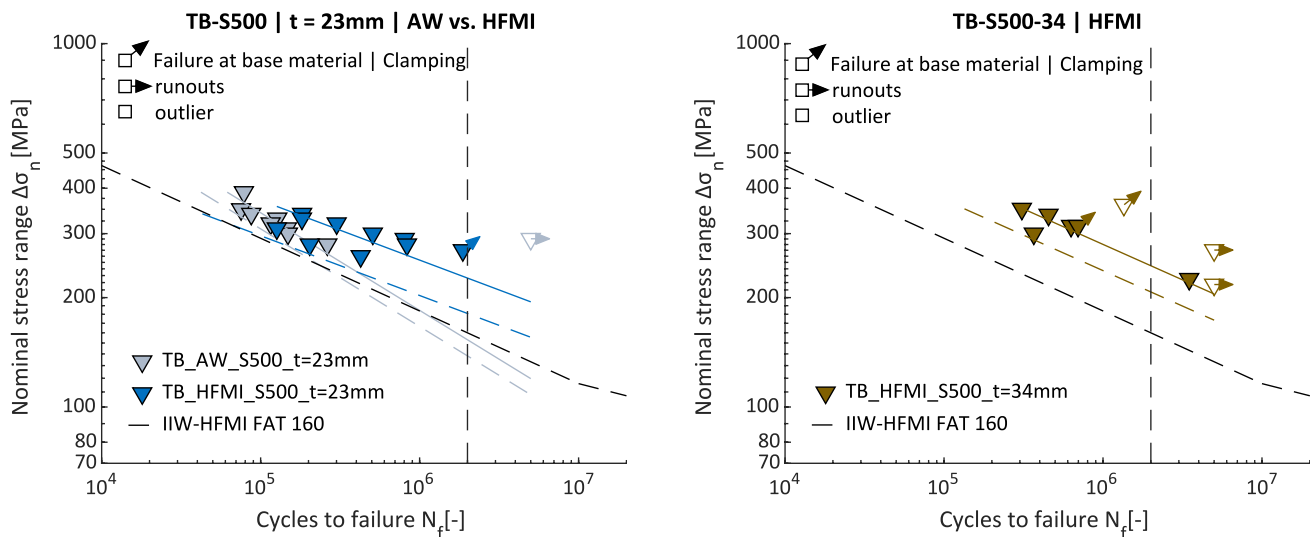 TB-S500 | t = 23mm | AW vs. HFMI
Nominal stress range Δσn[MPa]
1000
500
400
300
200
100
80
70
Failure at base material | Clamping
runouts
outlier
TB_AW_S500_t=23mm
TB_HFMI_S500_t=23mm
IIW-HFMI FAT 160
10^4
10^5
10^6
10^7
Cycles to failure Nf[-]
TB-S500-34 | HFMI
Nominal stress range Δσn[MPa]
1000
500
400
300
200
100
80
70
Failure at base material | Clamping
runouts
outlier
TB_HFMI_S500_t=34mm
IIW-HFMI FAT 160
10^4
10^5
10^6
10^7
Cycles to failure Nf[-]